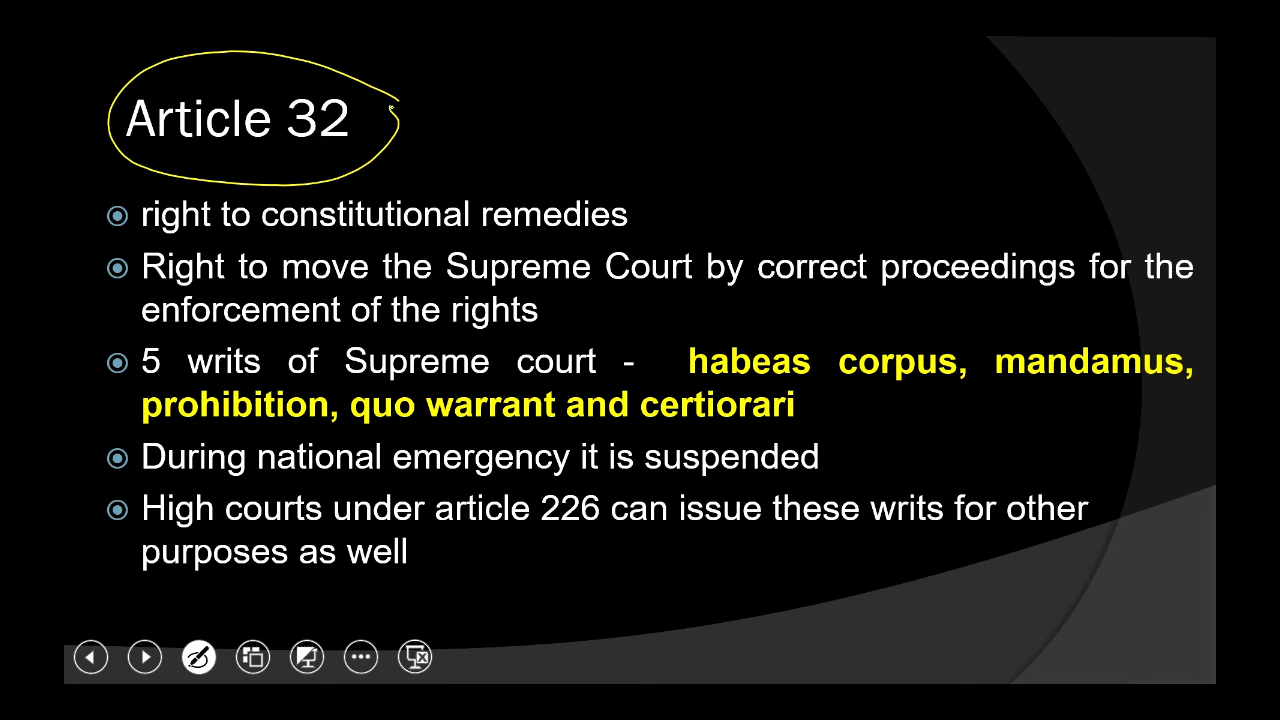 Article 32
right to constitutional remedies
Right to move the Supreme Court by correct proceedings for the
enforcement of the rights
5 writs of Supreme court - habeas corpus, mandamus,
prohibition, quo warrant and certiorari
During national emergency it is suspended
High courts under article 226 can issue these writs for other
purposes as well